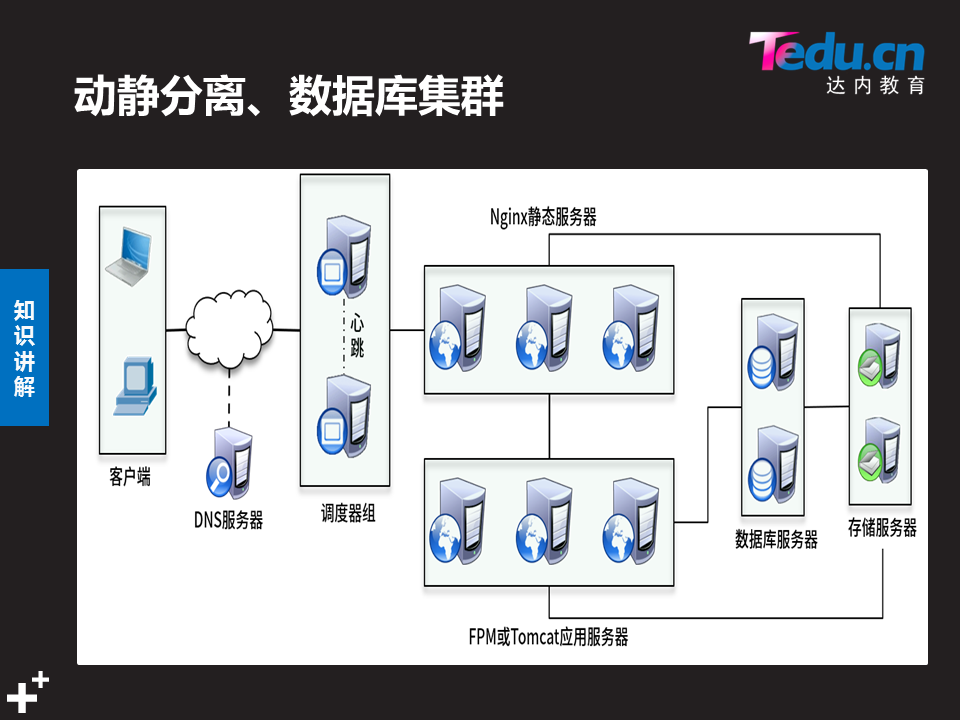 Tedu.cn
达内教育
动静分离、数据库集群
知识讲解
Nginx静态服务器
心跳
客户端
DNS服务器
调度器组
数据库服务器
存储服务器
FPM或Tomcat应用服务器